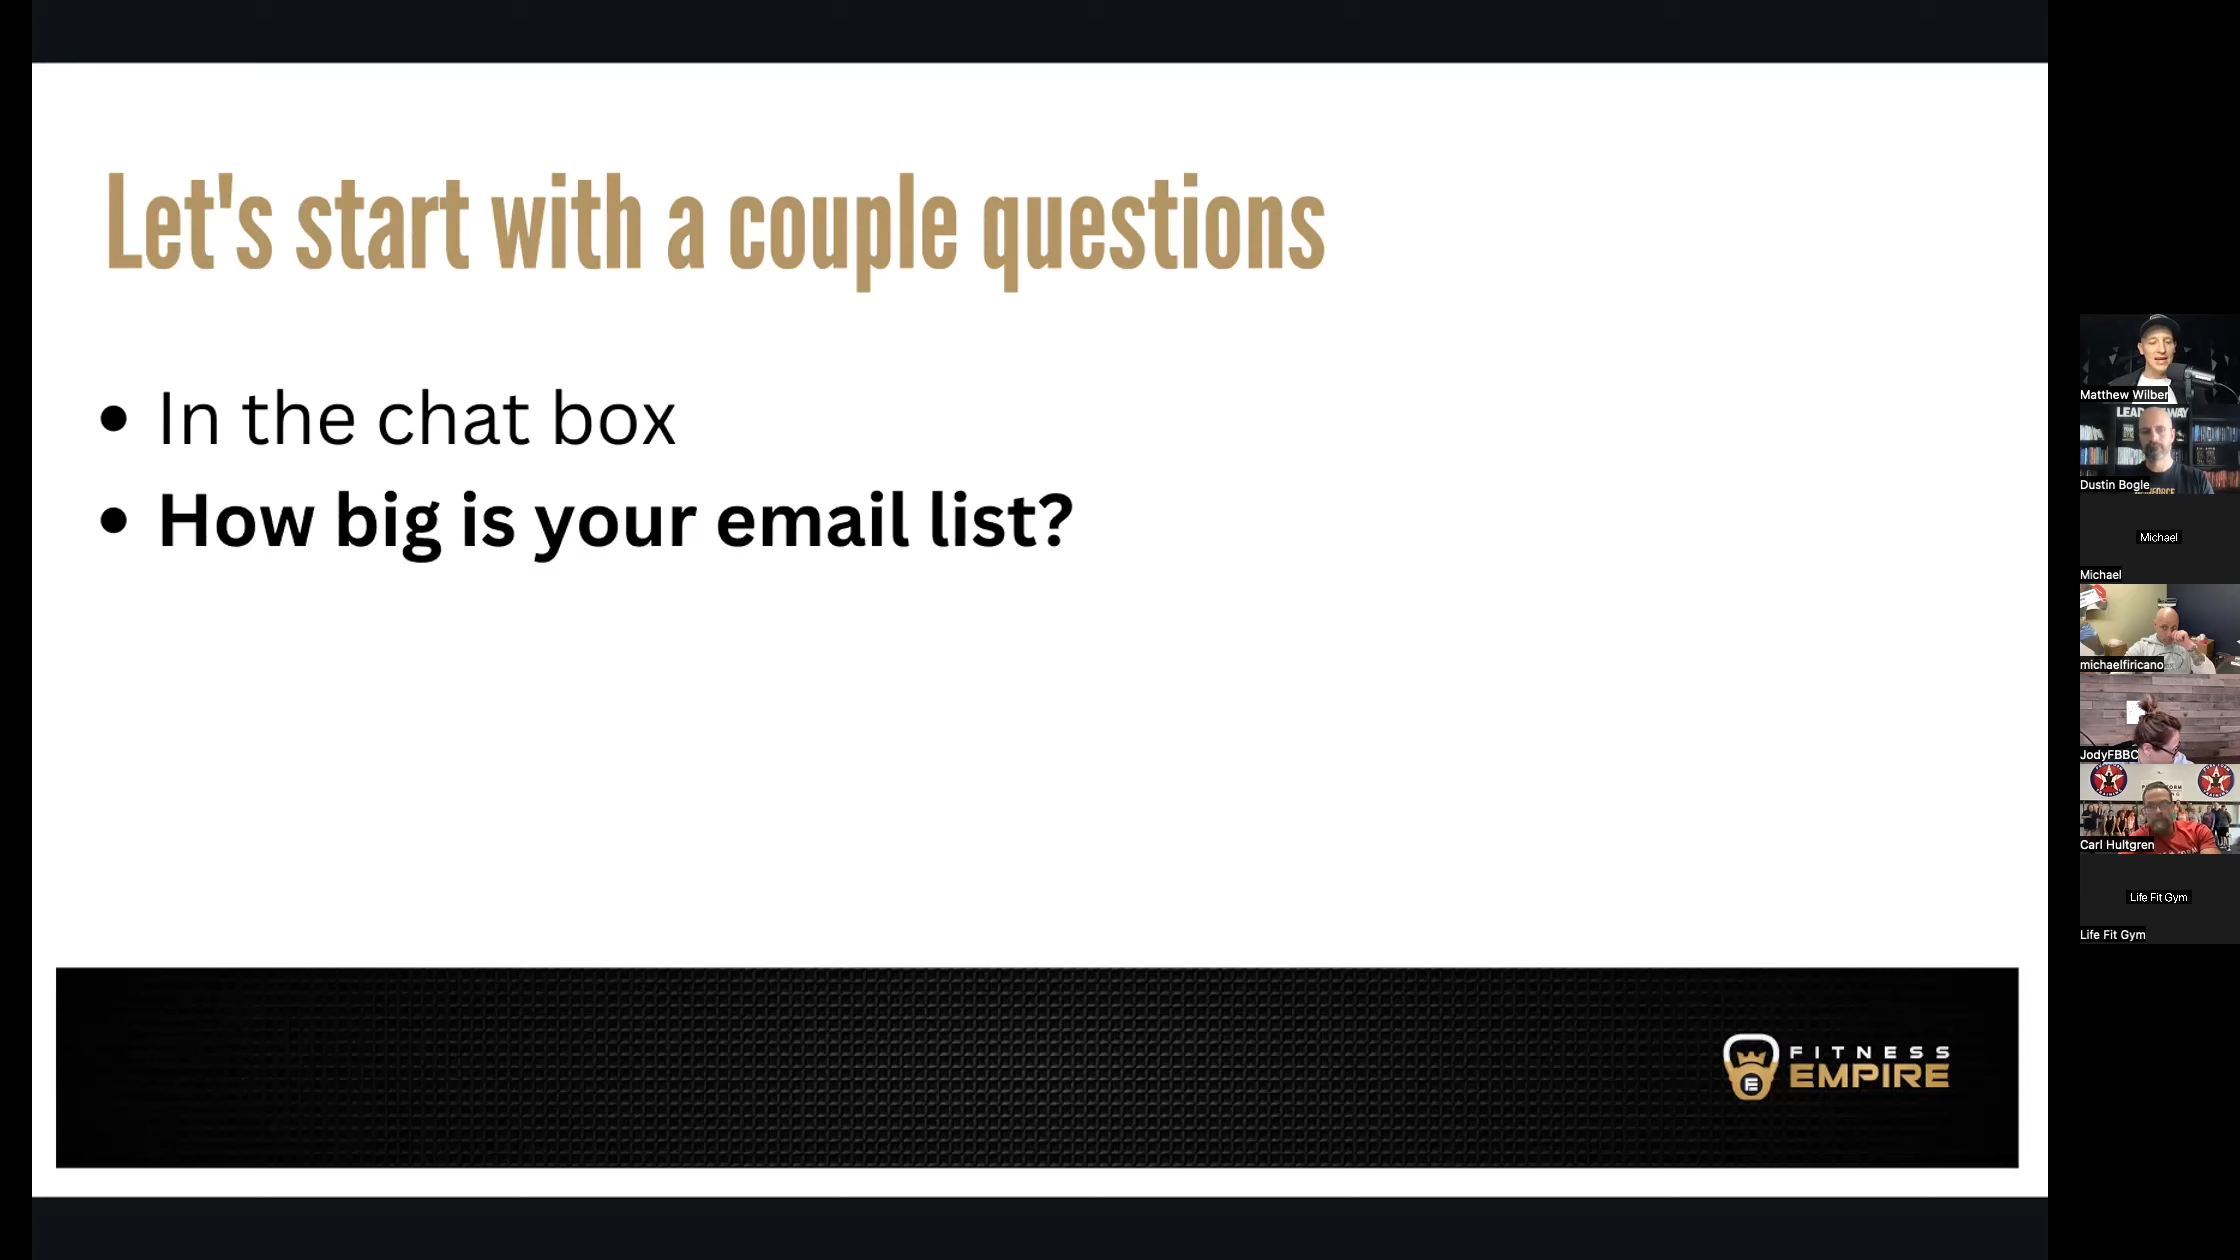 Let's start with a couple questions
• In the chat box
• How big is your email list?
FITNESS
EMPIRE
Matthew Wilber
Dustin Bogle
Michael
Michael
michaelfiricano
JodyFBBC
Carl Hultgren
Life Fit Gym
Life Fit Gym